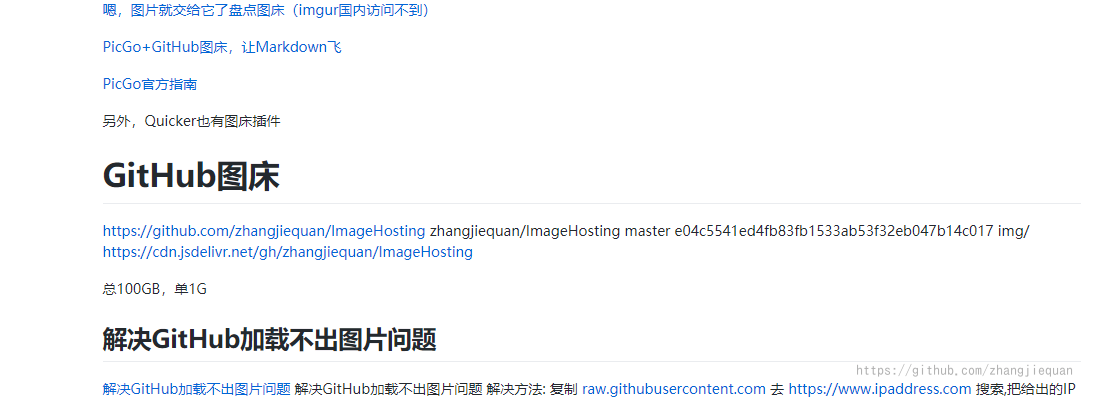 嗯，图片就交给它了盘点图床（imgur国内访问不到）
PicGo+GitHub图床，让Markdown飞
PicGo官方指南
另外，Quicker也有图床插件
GitHub图床
https://github.com/zhangjiequan/ImageHosting zhangjiequan/ImageHosting master e04c5541ed4fb83fb1533ab53f32eb047b14c017 img/
https://cdn.jsdelivr.net/gh/zhangjiequan/ImageHosting
总100GB，单1G
解决GitHub加载不出图片问题
https://github.com/zhangjiequan
解决GitHub加载不出图片问题 解决GitHub加载不出图片问题 解决方法: 复制 raw.githubusercontent.com 去 https://www.ipaddress.com 搜索,把给出的IP